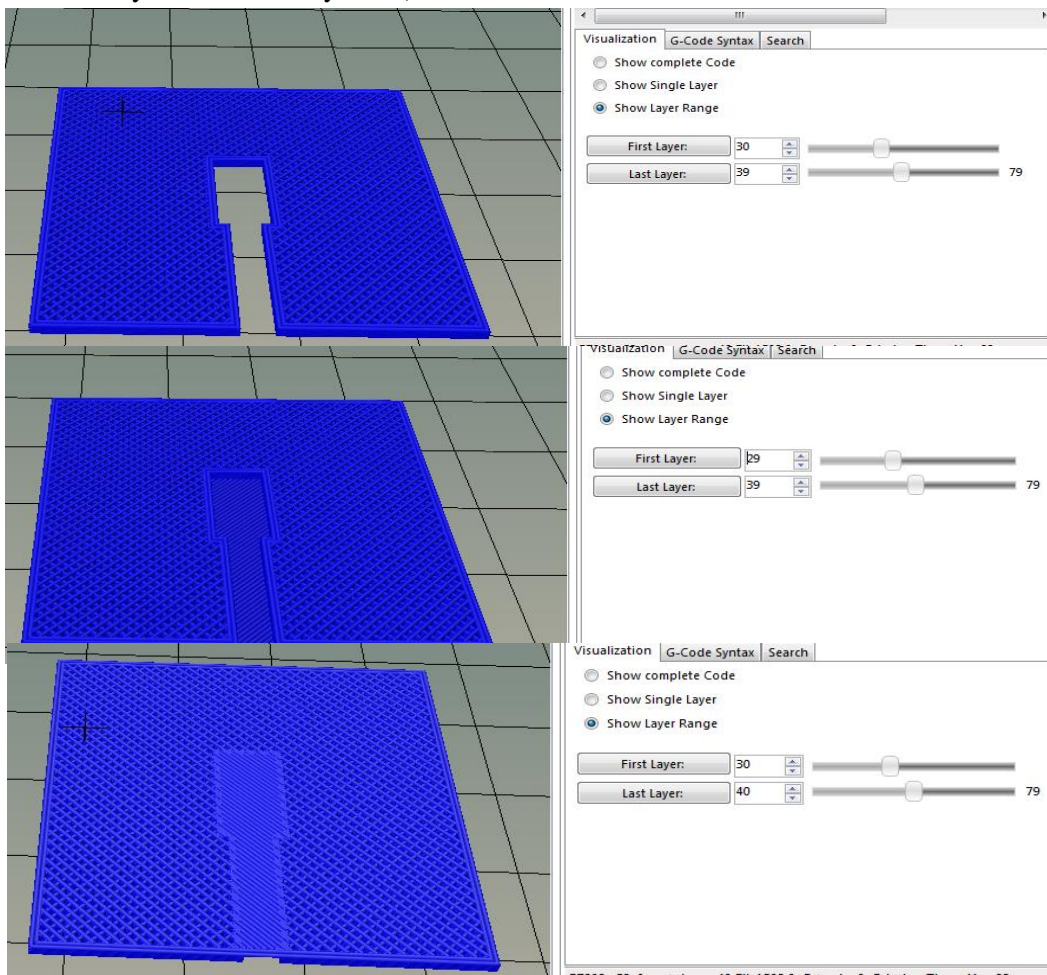 Visualization G-Code Syntax Search
Show complete Code
Show Single Layer
Show Layer Range
First Layer: 30
Last Layer: 39 79
Visualization G-Code Syntax Search
Show complete Code
Show Single Layer
Show Layer Range
First Layer: 29
Last Layer: 39 79
Visualization G-Code Syntax Search
Show complete Code
Show Single Layer
Show Layer Range
First Layer: 30
Last Layer: 40 79